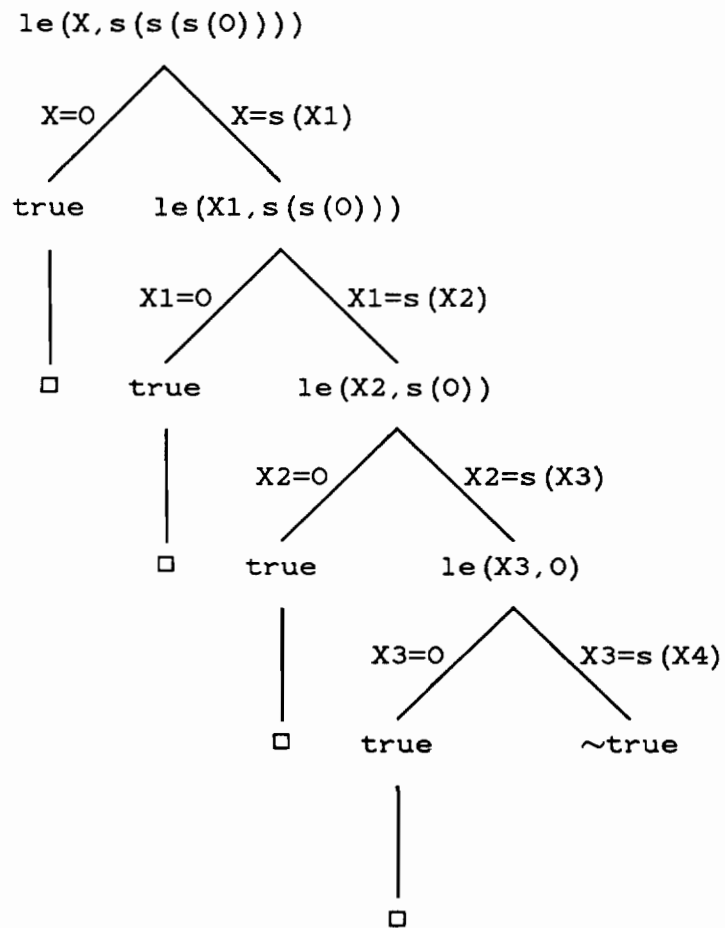 le(X,s(s(s(0))))
X=0 X=s(X1)
true le(X1,s(s(0)))
X1=0 X1=s(X2)
true le(X2,s(0))
X2=0 X2=s(X3)
true le(X3,0)
X3=0 X3=s(X4)
true ~true